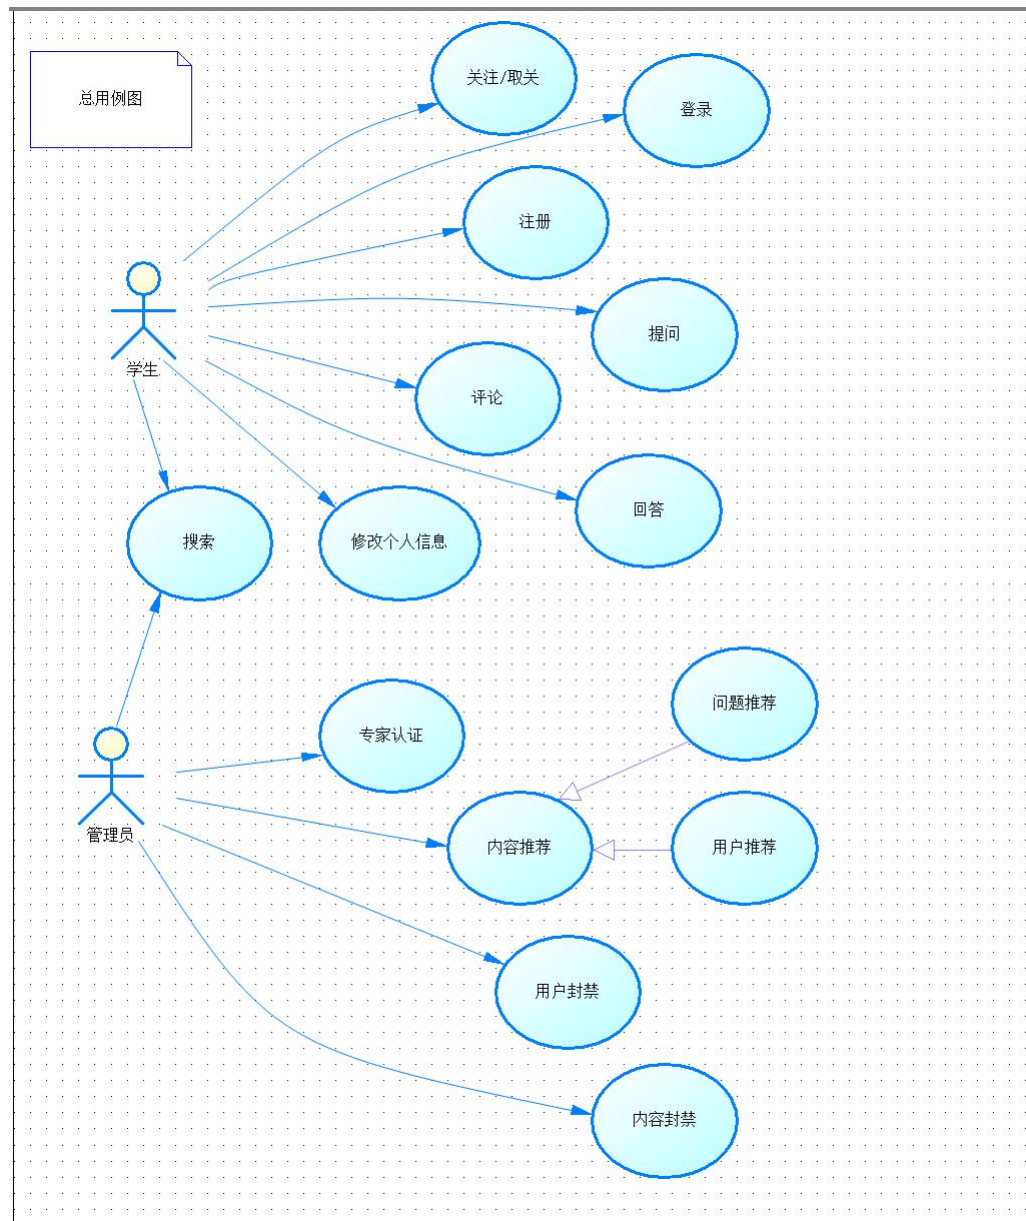 总用例图
关注/取关
登录
注册
提问
学生
评论
回答
搜索
修改个人信息
问题推荐
专家认证
管理员
内容推荐
用户推荐
用户封禁
内容封禁